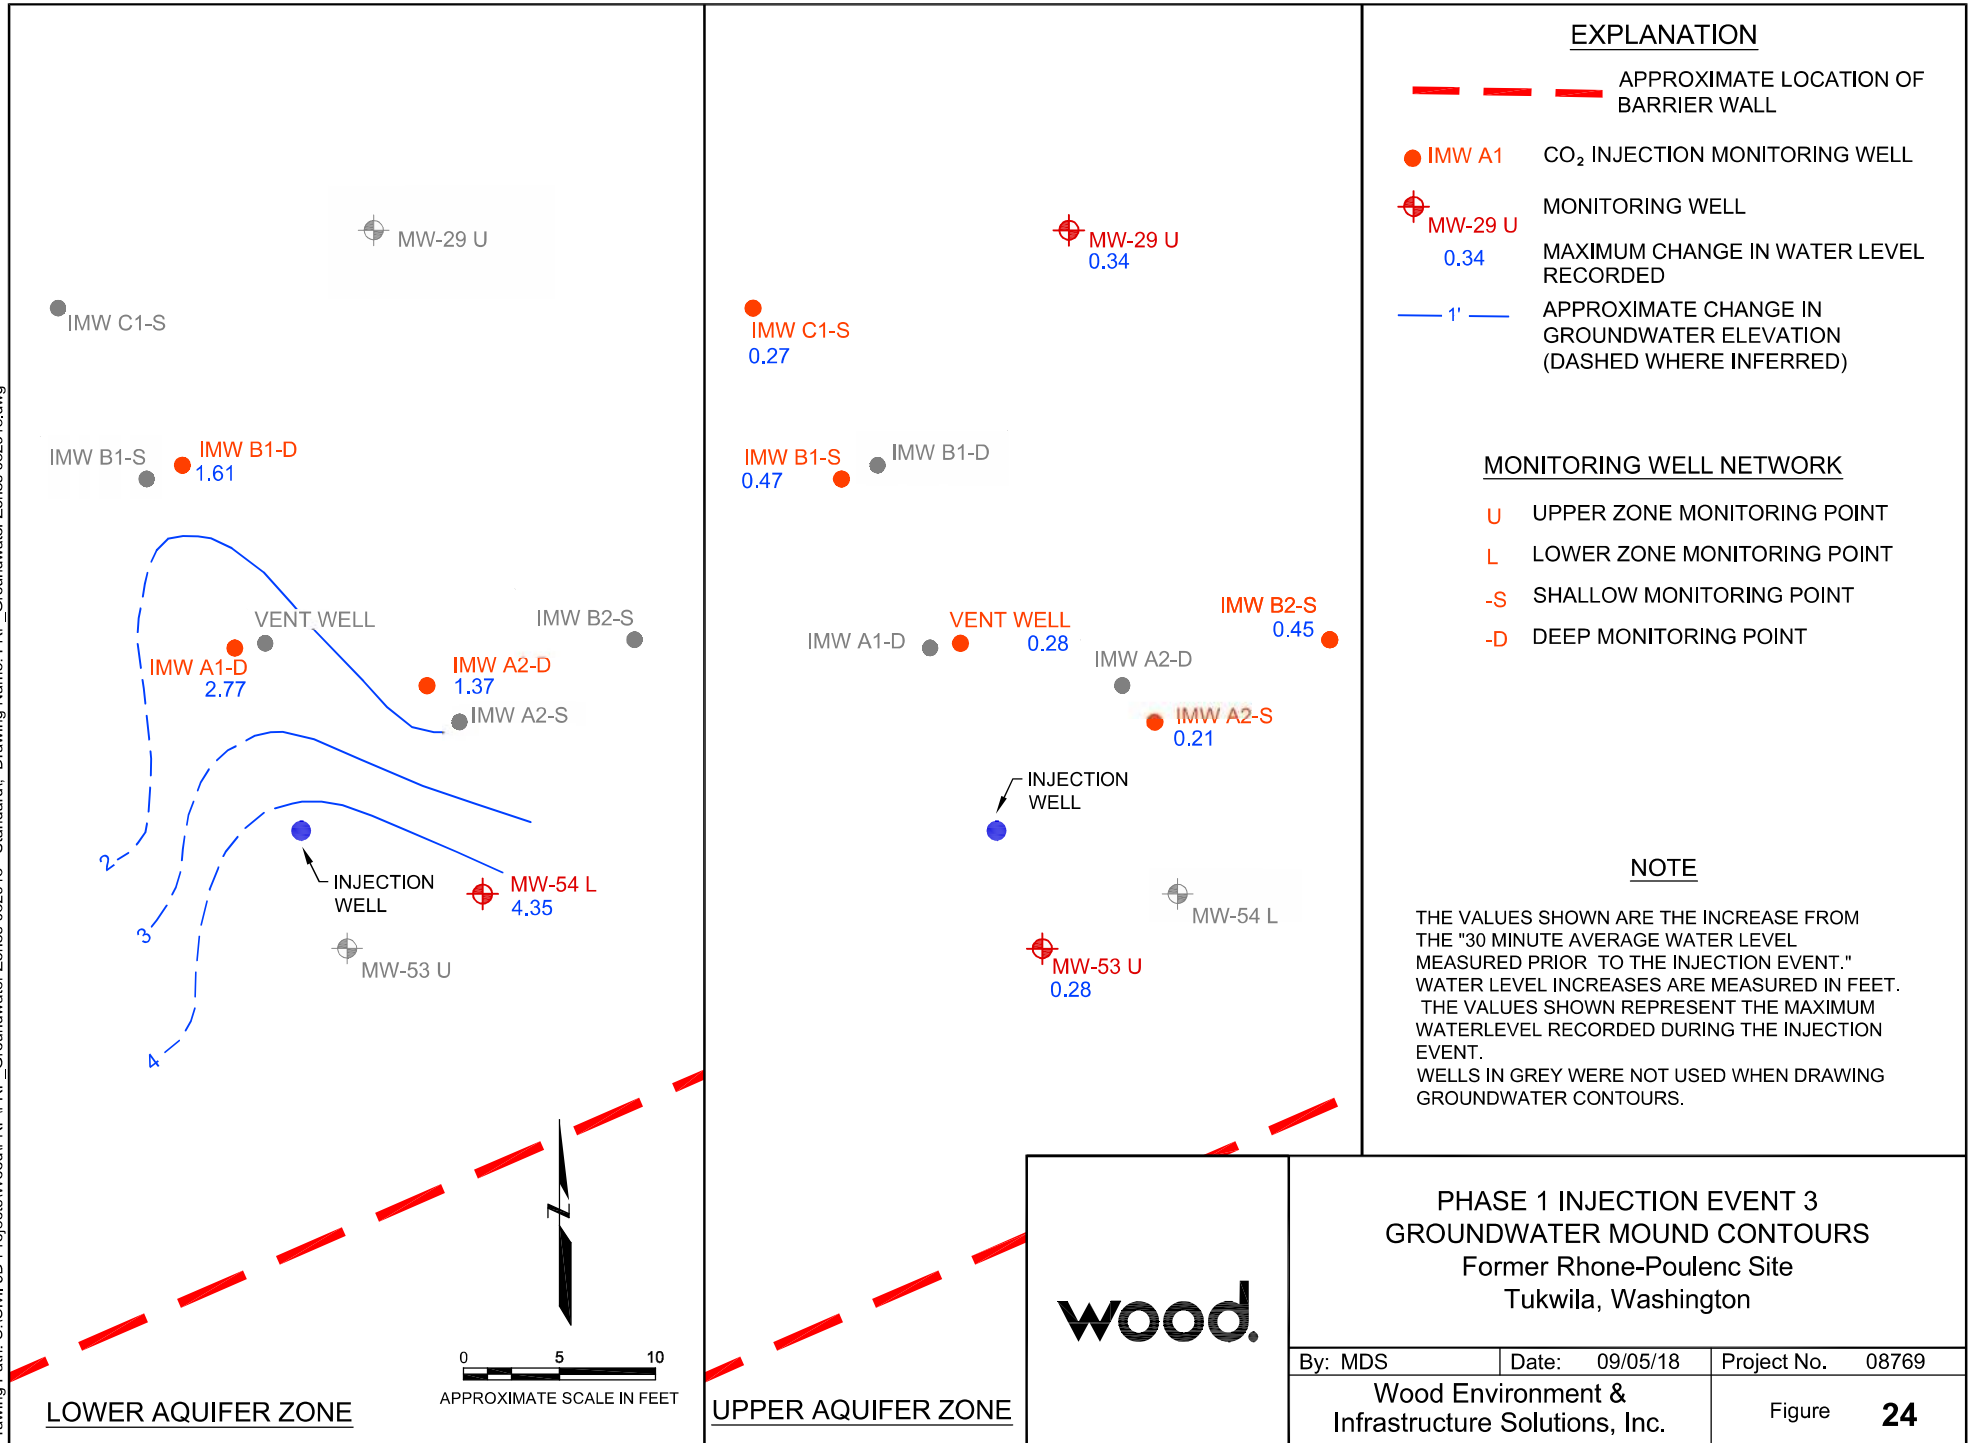 MW-29 U
IMW C1-S
IMW B1-S
IMW B1-D
1.61
VENT WELL
IMW B2-S
IMW A1-D
2.77
IMW A2-D
1.37
IMW A2-S
2
3
4
INJECTION
WELL
MW-54 L
4.35
MW-53 U
N
0 5 10
APPROXIMATE SCALE IN FEET
LOWER AQUIFER ZONE
MW-29 U
0.34
IMW C1-S
0.27
IMW B1-S
0.47
IMW B1-D
IMW A1-D
VENT WELL
0.28
IMW B2-S
0.45
IMW A2-D
IMW A2-S
0.21
INJECTION
WELL
MW-54 L
MW-53 U
0.28
UPPER AQUIFER ZONE
EXPLANATION
APPROXIMATE LOCATION OF
BARRIER WALL
IMW A1 CO₂ INJECTION MONITORING WELL
MW-29 U MONITORING WELL
0.34 MAXIMUM CHANGE IN WATER LEVEL
RECORDED
1' APPROXIMATE CHANGE IN
GROUNDWATER ELEVATION
(DASHED WHERE INFERRED)
MONITORING WELL NETWORK
U UPPER ZONE MONITORING POINT
L LOWER ZONE MONITORING POINT
-S SHALLOW MONITORING POINT
-D DEEP MONITORING POINT
NOTE
THE VALUES SHOWN ARE THE INCREASE FROM
THE "30 MINUTE AVERAGE WATER LEVEL
MEASURED PRIOR TO THE INJECTION EVENT."
WATER LEVEL INCREASES ARE MEASURED IN FEET.
THE VALUES SHOWN REPRESENT THE MAXIMUM
WATERLEVEL RECORDED DURING THE INJECTION
EVENT.
WELLS IN GREY WERE NOT USED WHEN DRAWING
GROUNDWATER CONTOURS.
wood.
PHASE 1 INJECTION EVENT 3
GROUNDWATER MOUND CONTOURS
Former Rhone-Poulenc Site
Tukwila, Washington
By: MDS Date: 09/05/18 Project No. 08769
Wood Environment &
Infrastructure Solutions, Inc.
Figure 24